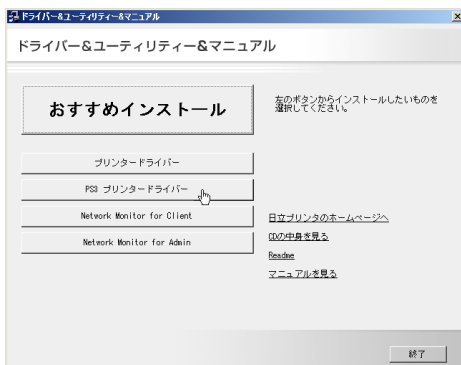 ドライバー&ユーティリティー&マニュアル
ドライバー&ユーティリティー&マニュアル
おすすめインストール
左のボタンからインストールしたいものを
選択してください。
プリンタードライバー
PS3 プリンタードライバー
Network Monitor for Client
Network Monitor for Admin
日立プリンタのホームページへ
CDの中身を見る
Readme
マニュアルを見る
終了